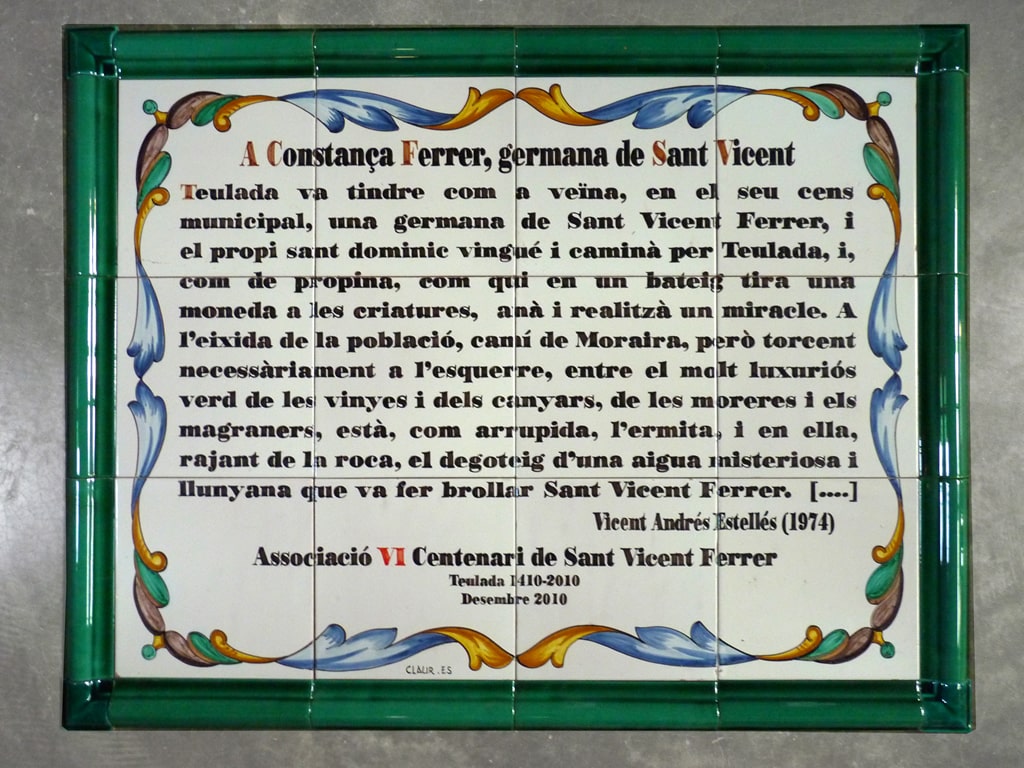 A Constança Ferrer, germana de Sant Vicent
Teulada va tindre com a veïna, en el seu cens
municipal, una germana de Sant Vicent Ferrer, i
el propi sant dominic vingué i caminà per Teulada, i,
com de propina, com qui en un bateig tira una
moneda a les criatures, anà i realitzà un miracle. A
l'eixida de la població, camí de Moraira, però torcent
necessàriament a l'esquerre, entre el molt luxuriós
verd de les vinyes i dels canyars, de les moreres i els
magraners, està, com arrupida, l'ermita, i en ella,
rajant de la roca, el degoteig d'una aigua misteriosa i
llunyana que va fer brollar Sant Vicent Ferrer. [....]
Vicent Andrés Estellés (1974)
Associació VI Centenari de Sant Vicent Ferrer
Teulada 1410-2010
Desembre 2010
CLAUR.ES